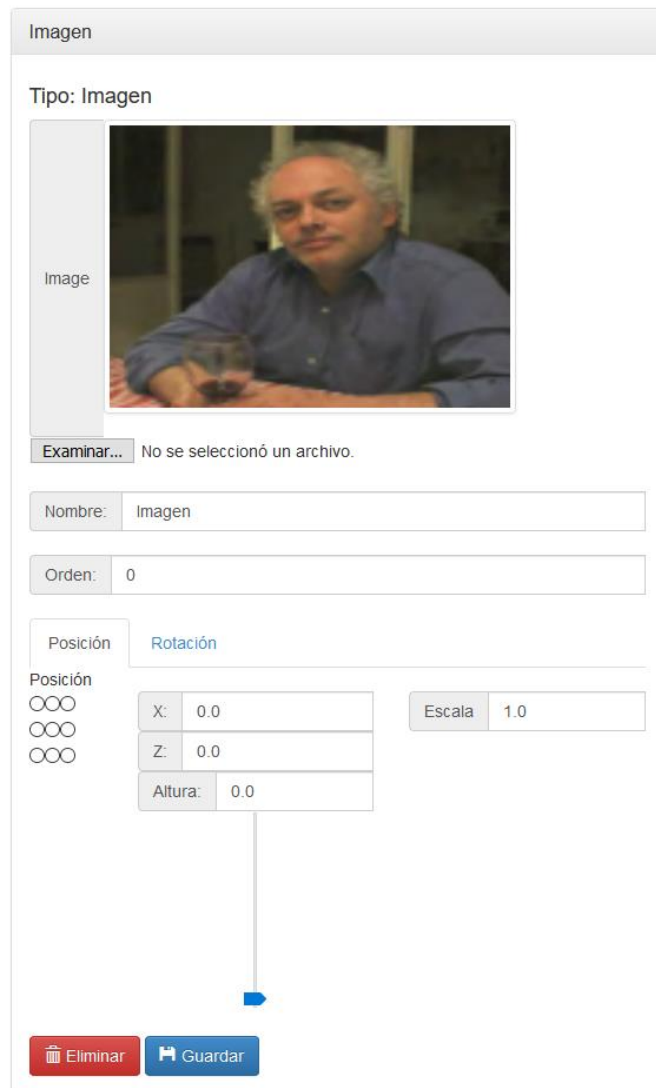 Imagen
Tipo: Imagen
Image
Examinar... No se seleccionó un archivo.
Nombre: Imagen
Orden: 0
Posición Rotación
Posición
X: 0.0 Escala 1.0
Z: 0.0
Altura: 0.0
Eliminar Guardar